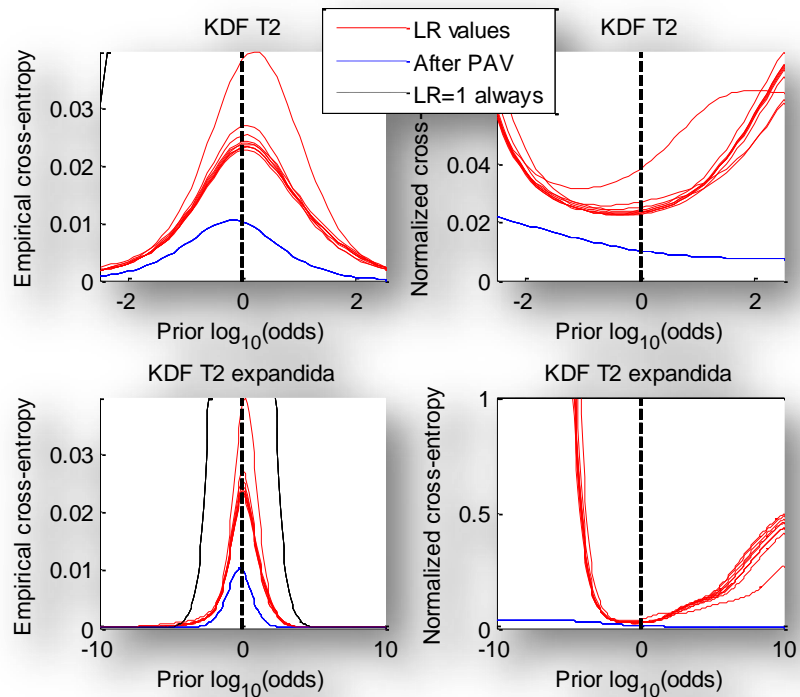 KDF T2
KDF T2
LR values
After PAV
LR=1 always
Empirical cross-entropy
0.03
0.02
0.01
0
-2
0
2
Prior log10(odds)
Normalized cross-entropy
0.04
0.02
0
-2
0
2
Prior log10(odds)
KDF T2 expandida
Empirical cross-entropy
0.03
0.02
0.01
0
-10
0
10
Prior log10(odds)
KDF T2 expandida
Normalized cross-entropy
1
0.5
0
-10
0
10
Prior log10(odds)